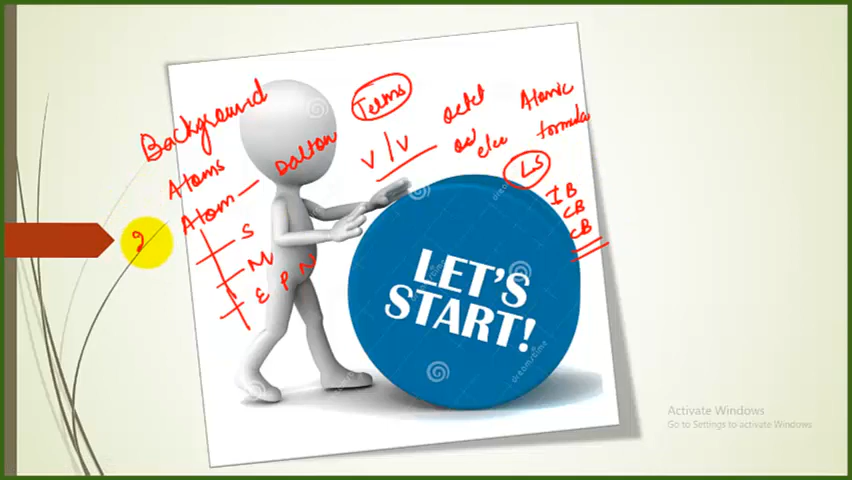 Background
Atoms
Atom - Dalton
S
M
E P N
Terms
V/V
octet
elec
Atomic
formula
LS
IB
CB
CB
LET'S
START!
dreamstime
Activate Windows
Go to Settings to activate Windows.